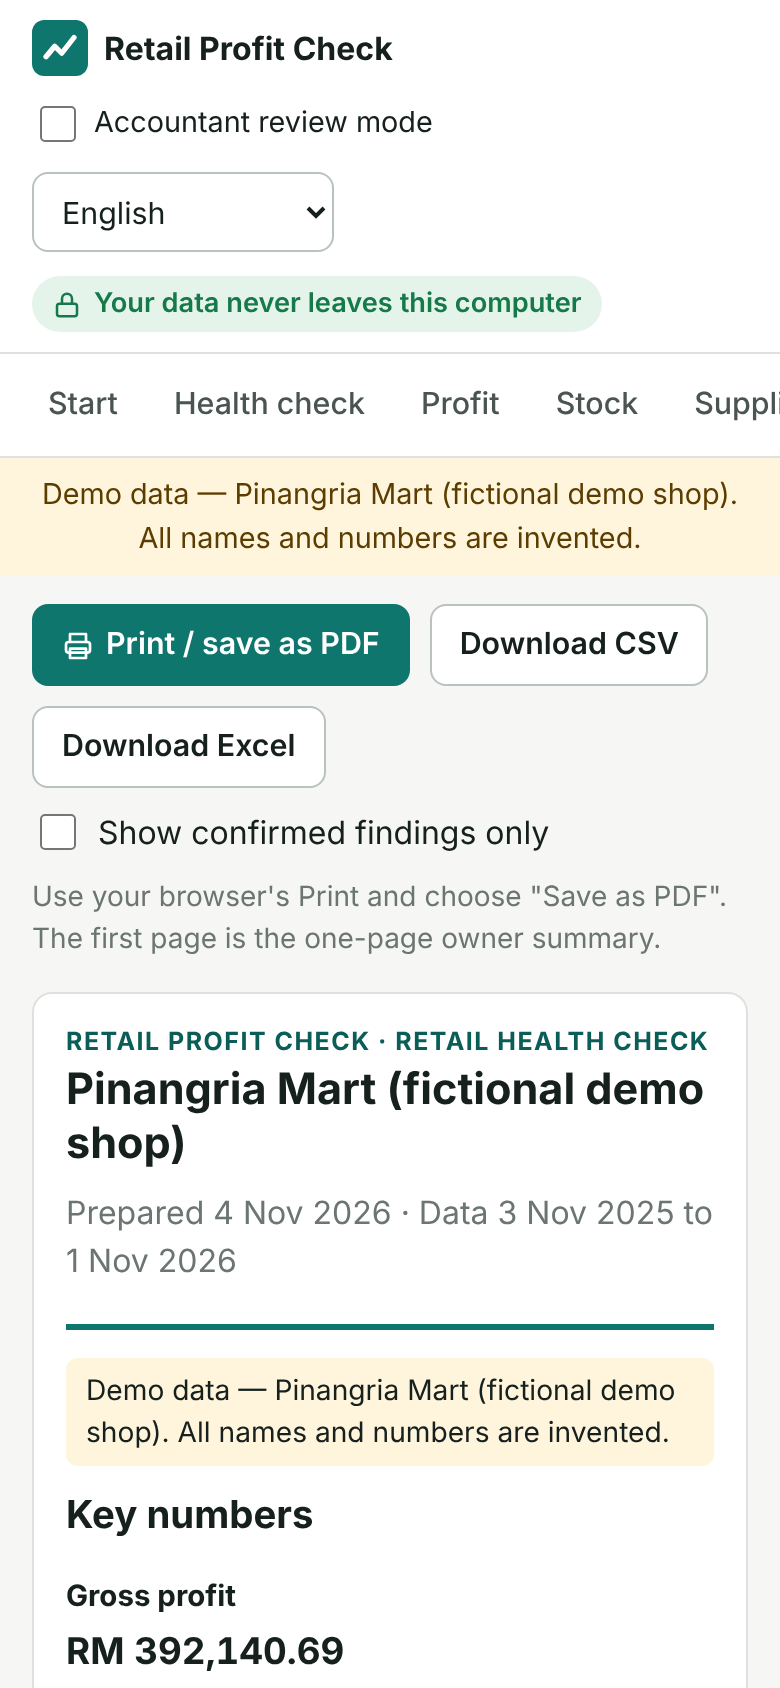 Retail Profit Check
Accountant review mode
English
Your data never leaves this computer
Start Health check Profit Stock
Demo data — Pinangria Mart (fictional demo shop).
All names and numbers are invented.
Print / save as PDF Download CSV
Download Excel
Show confirmed findings only
Use your browser's Print and choose "Save as PDF".
The first page is the one-page owner summary.
RETAIL PROFIT CHECK · RETAIL HEALTH CHECK
Pinangria Mart (fictional demo
shop)
Prepared 4 Nov 2026 · Data 3 Nov 2025 to
1 Nov 2026
Demo data — Pinangria Mart (fictional demo
shop). All names and numbers are invented.
Key numbers
Gross profit
RM 392,140.69